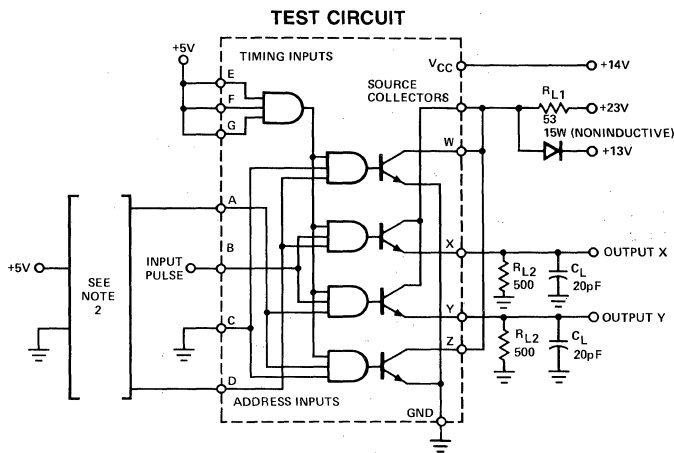 TEST CIRCUIT
+5V
TIMING INPUTS
E
F
G
VCC
+14V
SOURCE
COLLECTORS
RL1
53
15W (NONINDUCTIVE)
+23V
+13V
W
A
B
INPUT
PULSE
X
OUTPUT X
RL2
500
CL
20pF
+5V
SEE
NOTE
2
C
Y
OUTPUT Y
RL2
500
CL
20pF
Z
D
ADDRESS INPUTS
GND